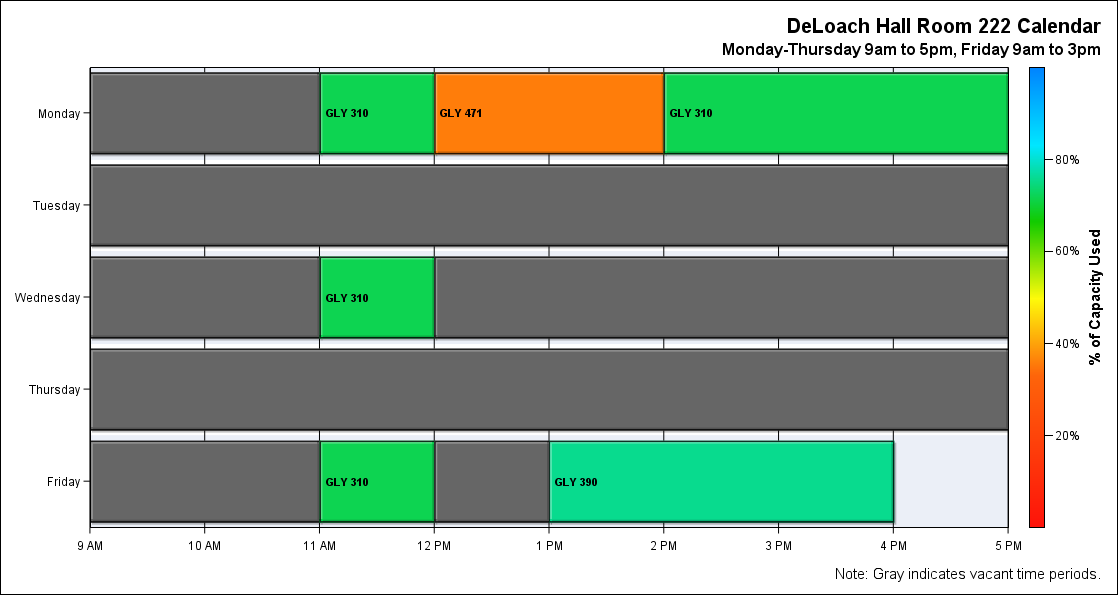 DeLoach Hall Room 222 Calendar
Monday-Thursday 9am to 5pm, Friday 9am to 3pm
Monday
GLY 310
GLY 471
GLY 310
Tuesday
Wednesday
GLY 310
Thursday
Friday
GLY 310
GLY 390
9 AM
10 AM
11 AM
12 PM
1 PM
2 PM
3 PM
4 PM
5 PM
80%
60%
40%
20%
% of Capacity Used
Note: Gray indicates vacant time periods.